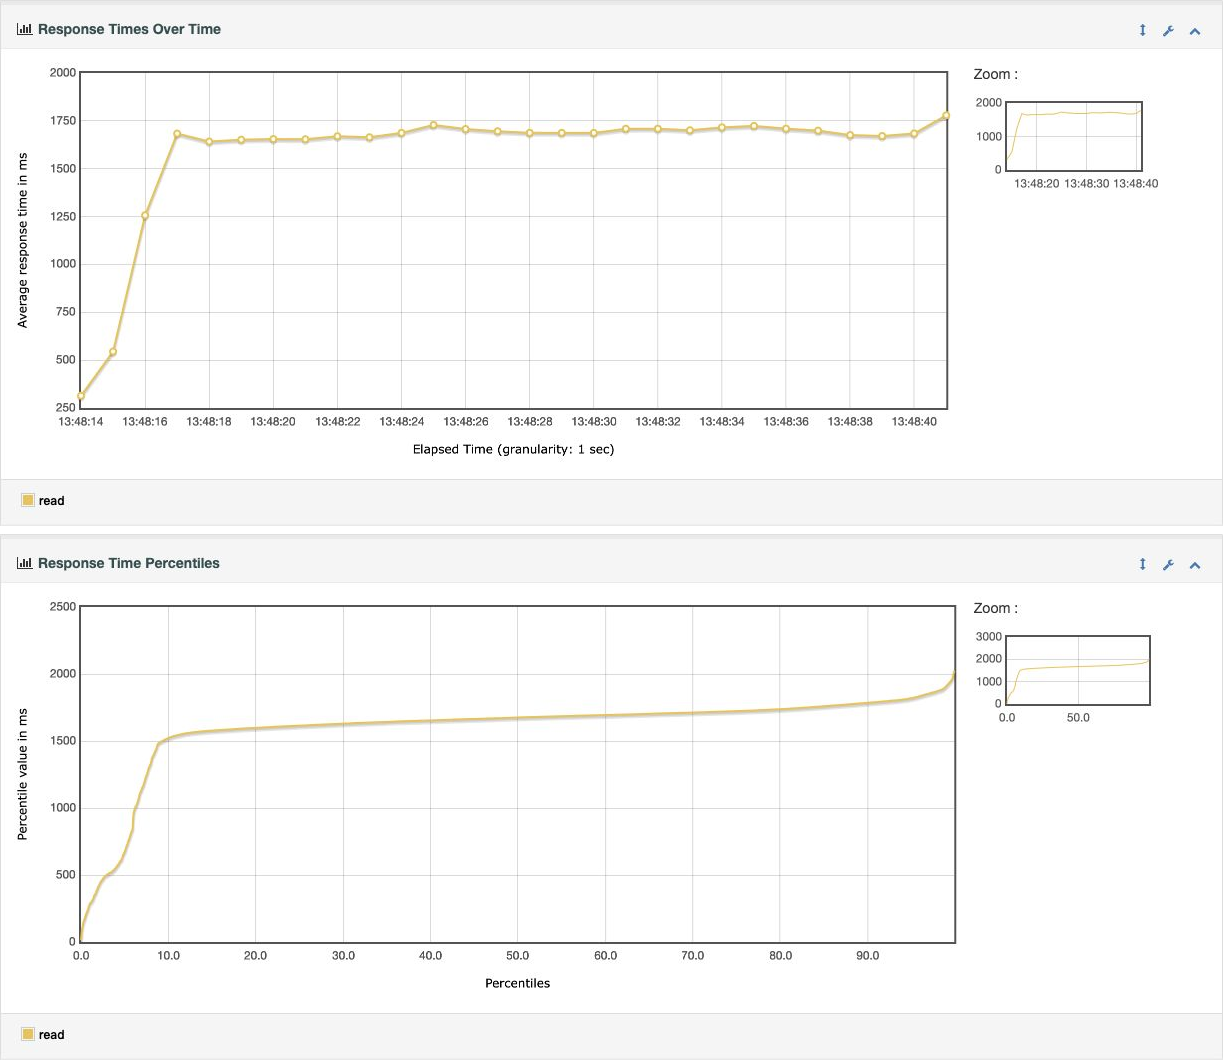 Response Times Over Time
Zoom :
2000
1750
1500
1250
1000
750
500
250
Average response time in ms
13:48:14 13:48:16 13:48:18 13:48:20 13:48:22 13:48:24 13:48:26 13:48:28 13:48:30 13:48:32 13:48:34 13:48:36 13:48:38 13:48:40
Elapsed Time (granularity: 1 sec)
2000
1000
0
13:48:20 13:48:30 13:48:40
read
Response Time Percentiles
Zoom :
2500
2000
1500
1000
500
0
Percentile value in ms
0.0 10.0 20.0 30.0 40.0 50.0 60.0 70.0 80.0 90.0
Percentiles
3000
2000
1000
0
0.0 50.0
read